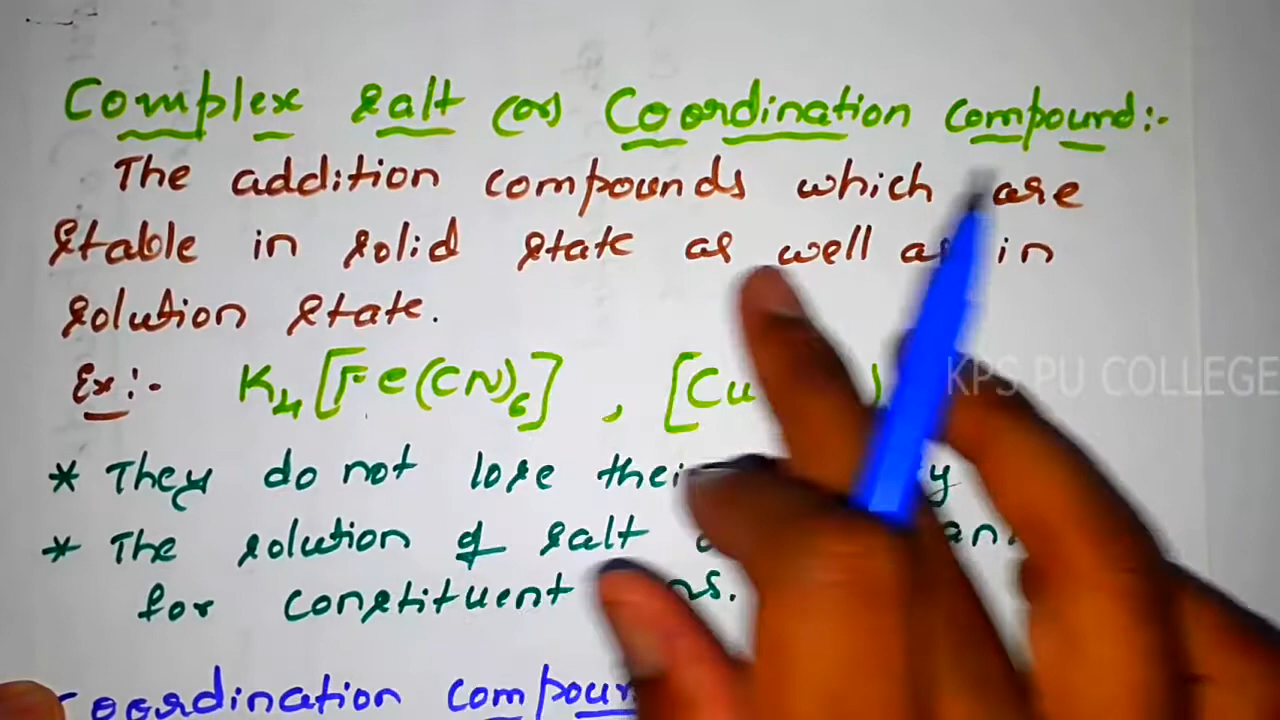 Complex salt (or) Coordination compound:-
The addition compounds which are
stable in solid state as well as in
solution state.
Ex:- K4[Fe(CN)6] , [Cu
KPS PU COLLEGE
* They do not lose their
* The solution of salt
for constituent
Coordination compoun